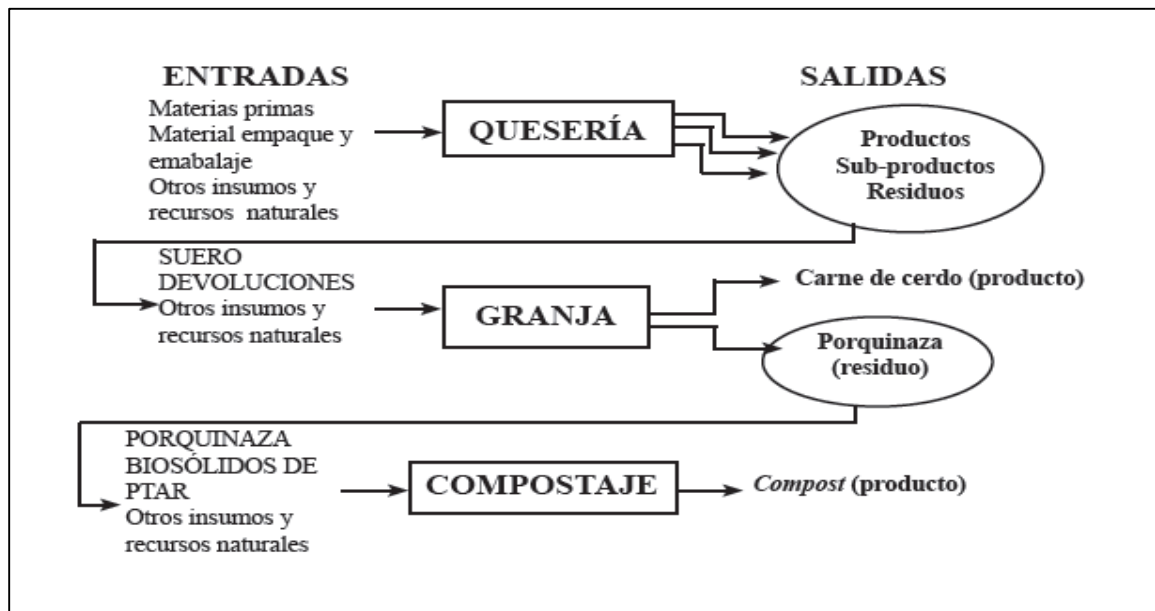 ENTRADAS
SALIDAS
Materias primas
Material empaque y
emabalaje
Otros insumos y
recursos naturales
QUESERÍA
Productos
Sub-productos
Residuos
SUERO
DEVOLUCIONES
Otros insumos y
recursos naturales
GRANJA
Carne de cerdo (producto)
Porquinaza
(residuo)
PORQUINAZA
BIOSÓLIDOS DE
PTAR
Otros insumos y
recursos naturales
COMPOSTAJE
Compost (producto)